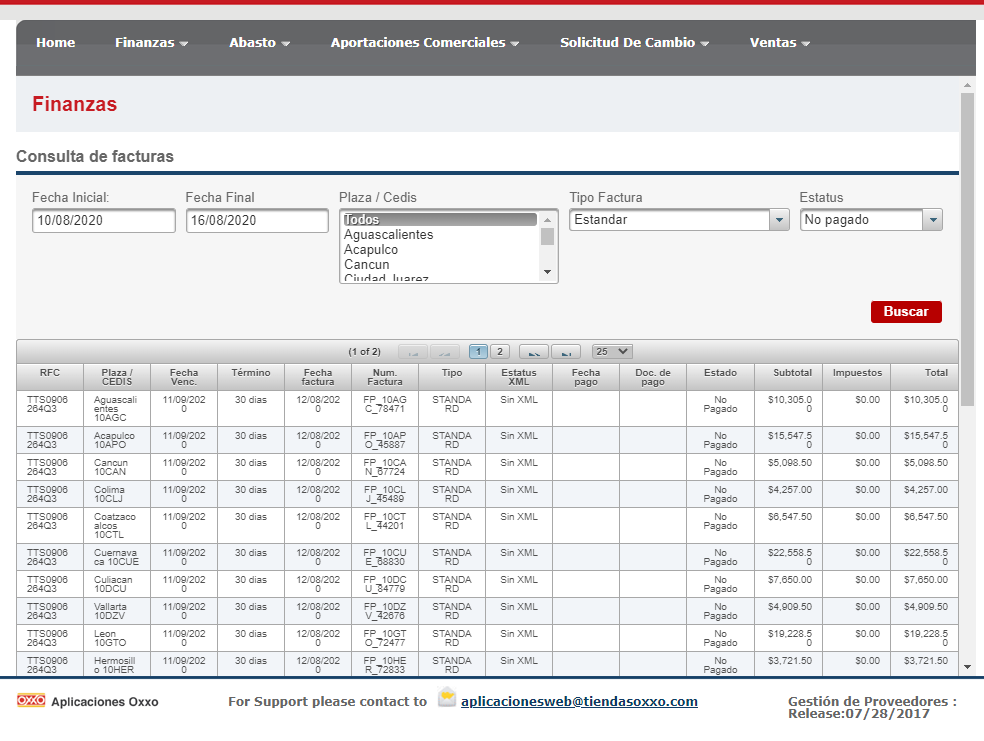 Home Finanzas Abasto Aportaciones Comerciales Solicitud De Cambio Ventas
Finanzas
Consulta de facturas
Fecha Inicial: Fecha Final Plaza / Cedis Tipo Factura Estatus
10/08/2020 16/08/2020 Todos Estandar No pagado
Aguascalientes
Acapulco
Cancun
Ciudad Juarez
Buscar
(1 of 2) 1 2 25
RFC Plaza / CEDIS Fecha Venc. Término Fecha factura Num. Factura Tipo Estatus XML Fecha pago Doc. de pago Estado Subtotal Impuestos Total
TTS0906264Q3 Aguascalientes 10AGC 11/09/2020 30 dias 12/08/2020 FP_10AGC_78471 STANDARD Sin XML No Pagado $10,305.00 $0.00 $10,305.00
TTS0906264Q3 Acapulco 10APO 11/09/2020 30 dias 12/08/2020 FP_10APO_45887 STANDARD Sin XML No Pagado $15,547.50 $0.00 $15,547.50
TTS0906264Q3 Cancun 10CAN 11/09/2020 30 dias 12/08/2020 FP_10CAN_67724 STANDARD Sin XML No Pagado $5,098.50 $0.00 $5,098.50
TTS0906264Q3 Colima 10CLJ 11/09/2020 30 dias 12/08/2020 FP_10CLJ_45489 STANDARD Sin XML No Pagado $4,257.00 $0.00 $4,257.00
TTS0906264Q3 Coatzacoalcos 10CTL 11/09/2020 30 dias 12/08/2020 FP_10CTL_44201 STANDARD Sin XML No Pagado $6,547.50 $0.00 $6,547.50
TTS0906264Q3 Cuernavaca 10CUE 11/09/2020 30 dias 12/08/2020 FP_10CUE_68830 STANDARD Sin XML No Pagado $22,558.50 $0.00 $22,558.50
TTS0906264Q3 Culiacan 10DCU 11/09/2020 30 dias 12/08/2020 FP_10DCU_84779 STANDARD Sin XML No Pagado $7,650.00 $0.00 $7,650.00
TTS0906264Q3 Vallarta 10DZV 11/09/2020 30 dias 12/08/2020 FP_10DZV_42676 STANDARD Sin XML No Pagado $4,909.50 $0.00 $4,909.50
TTS0906264Q3 Leon 10GTO 11/09/2020 30 dias 12/08/2020 FP_10GTO_72477 STANDARD Sin XML No Pagado $19,228.50 $0.00 $19,228.50
TTS0906264Q3 Hermosillo 10HER 11/09/2020 30 dias 12/08/2020 FP_10HER_72833 STANDARD Sin XML No Pagado $3,721.50 $0.00 $3,721.50
OXXO Aplicaciones Oxxo For Support please contact to aplicacionesweb@tiendasoxxo.com Gestión de Proveedores :
Release:07/28/2017